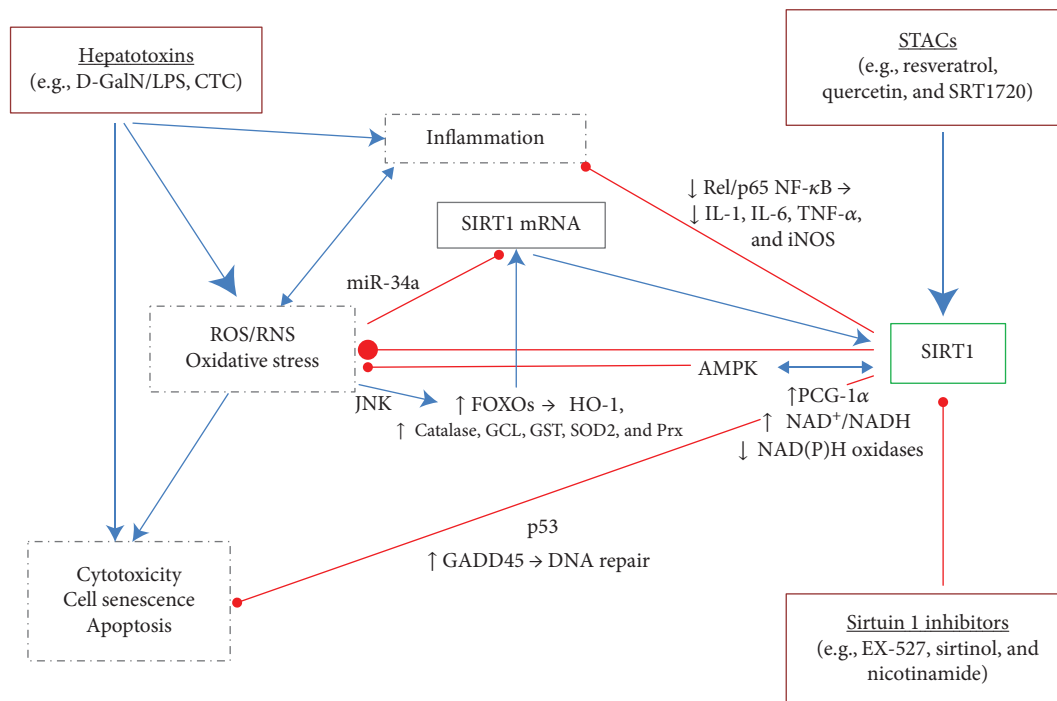 Hepatotoxins
(e.g., D-GalN/LPS, CTC)
STACs
(e.g., resveratrol,
quercetin, and SRT1720)
Inflammation
↓ Rel/p65 NF-κB →
↓ IL-1, IL-6, TNF-α,
and iNOS
SIRT1 mRNA
miR-34a
ROS/RNS
Oxidative stress
SIRT1
AMPK
JNK
↑ FOXOs → HO-1,
↑ Catalase, GCL, GST, SOD2, and Prx
↑PCG-1α
↑ NAD⁺/NADH
↓ NAD(P)H oxidases
p53
↑ GADD45 → DNA repair
Cytotoxicity
Cell senescence
Apoptosis
Sirtuin 1 inhibitors
(e.g., EX-527, sirtinol, and
nicotinamide)